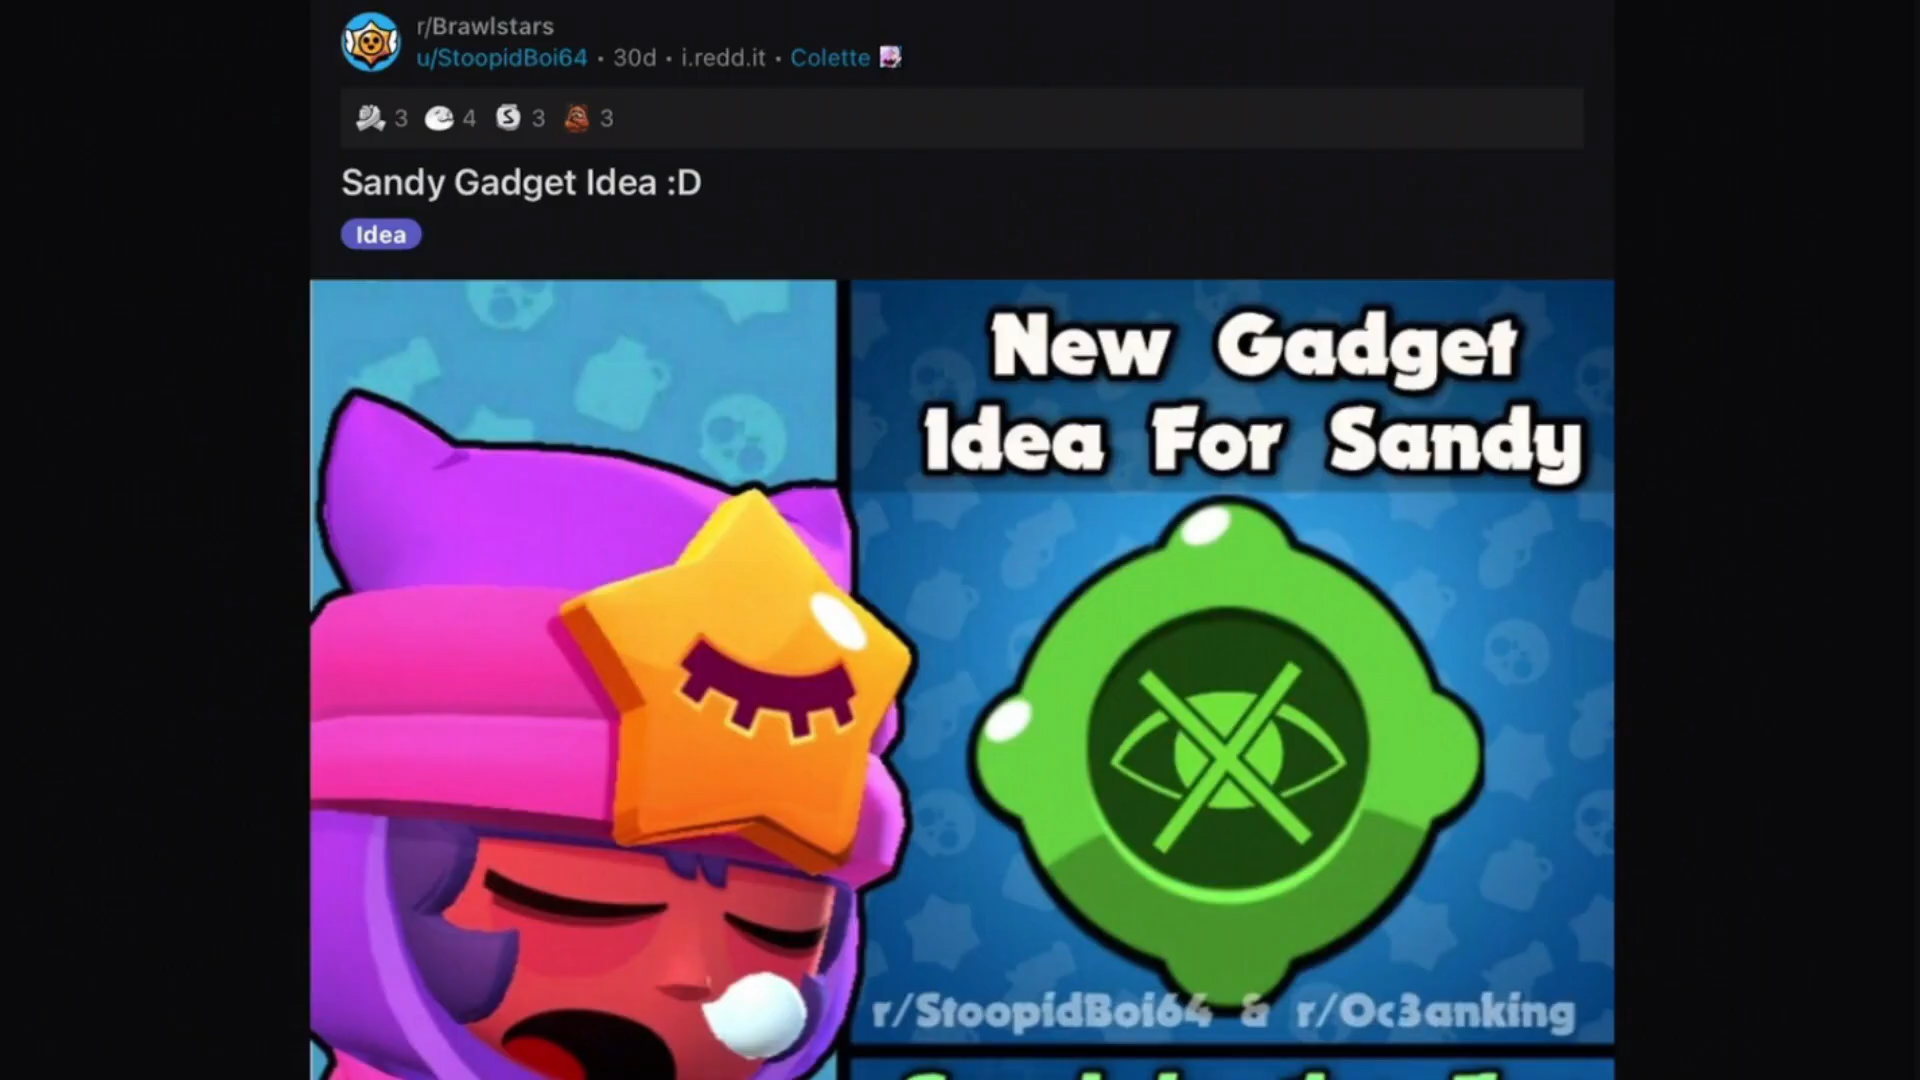 r/Brawlstars
u/StoopidBoi64 • 30d • i.redd.it • Colette
3 4 3 3
Sandy Gadget Idea :D
Idea
New Gadget
Idea For Sandy
r/StoopidBoi64 & r/Oc3anking